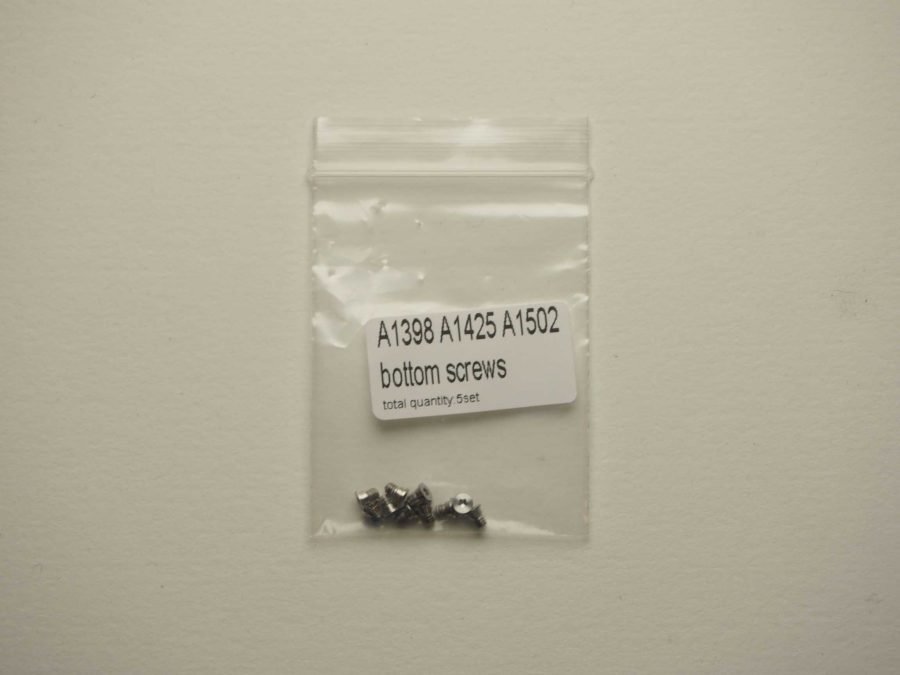 A1398 A1425 A1502
bottom screws
total quantity:5set